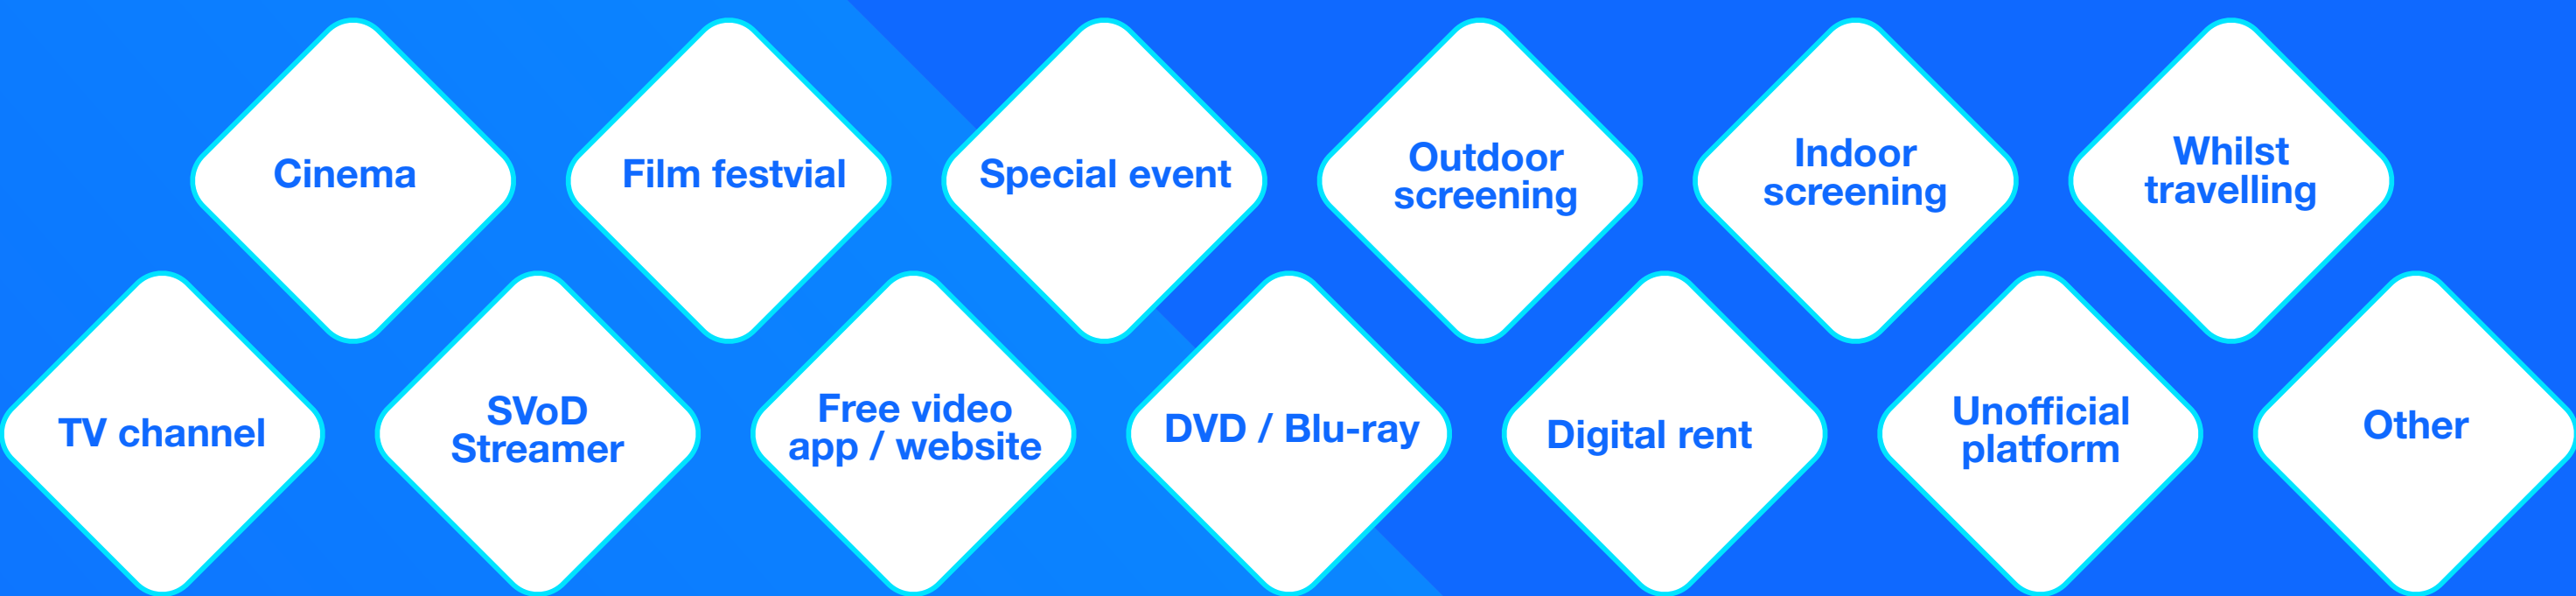 Cinema
Film festvial
Special event
Outdoor
screening
Indoor
screening
Whilst
travelling
TV channel
SVoD
Streamer
Free video
app / website
DVD / Blu-ray
Digital rent
Unofficial
platform
Other